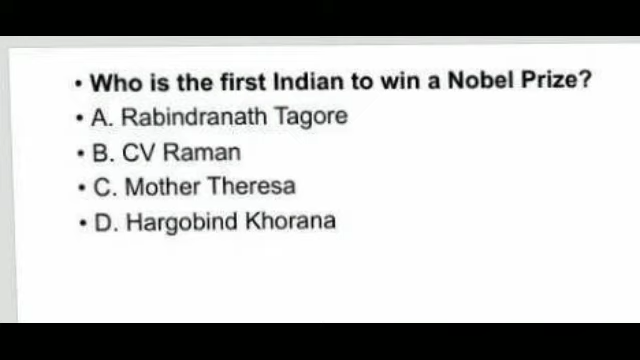 • Who is the first Indian to win a Nobel Prize?
• A. Rabindranath Tagore
• B. CV Raman
• C. Mother Theresa
• D. Hargobind Khorana